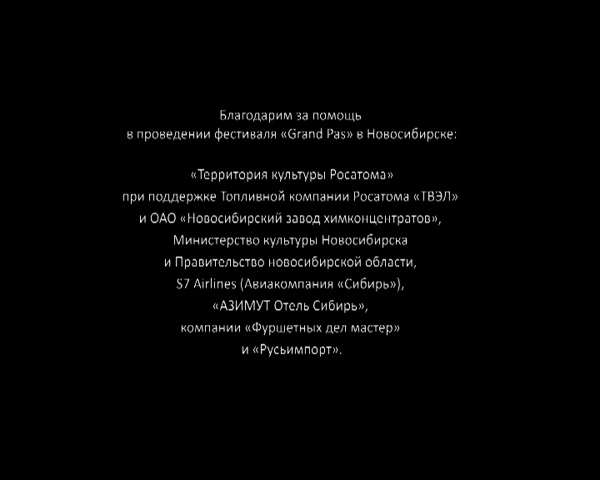 Благодарим за помощь
в проведении фестиваля «Grand Pas» в Новосибирске:
«Территория культуры Росатома»
при поддержке Топливной компании Росатома «ТВЭЛ»
и ОАО «Новосибирский завод химконцентратов»,
Министерство культуры Новосибирска
и Правительство новосибирской области,
S7 Airlines (Авиакомпания «Сибирь»),
«АЗИМУТ Отель Сибирь»,
компании «Фуршетных дел мастер»
и «Русьимпорт».